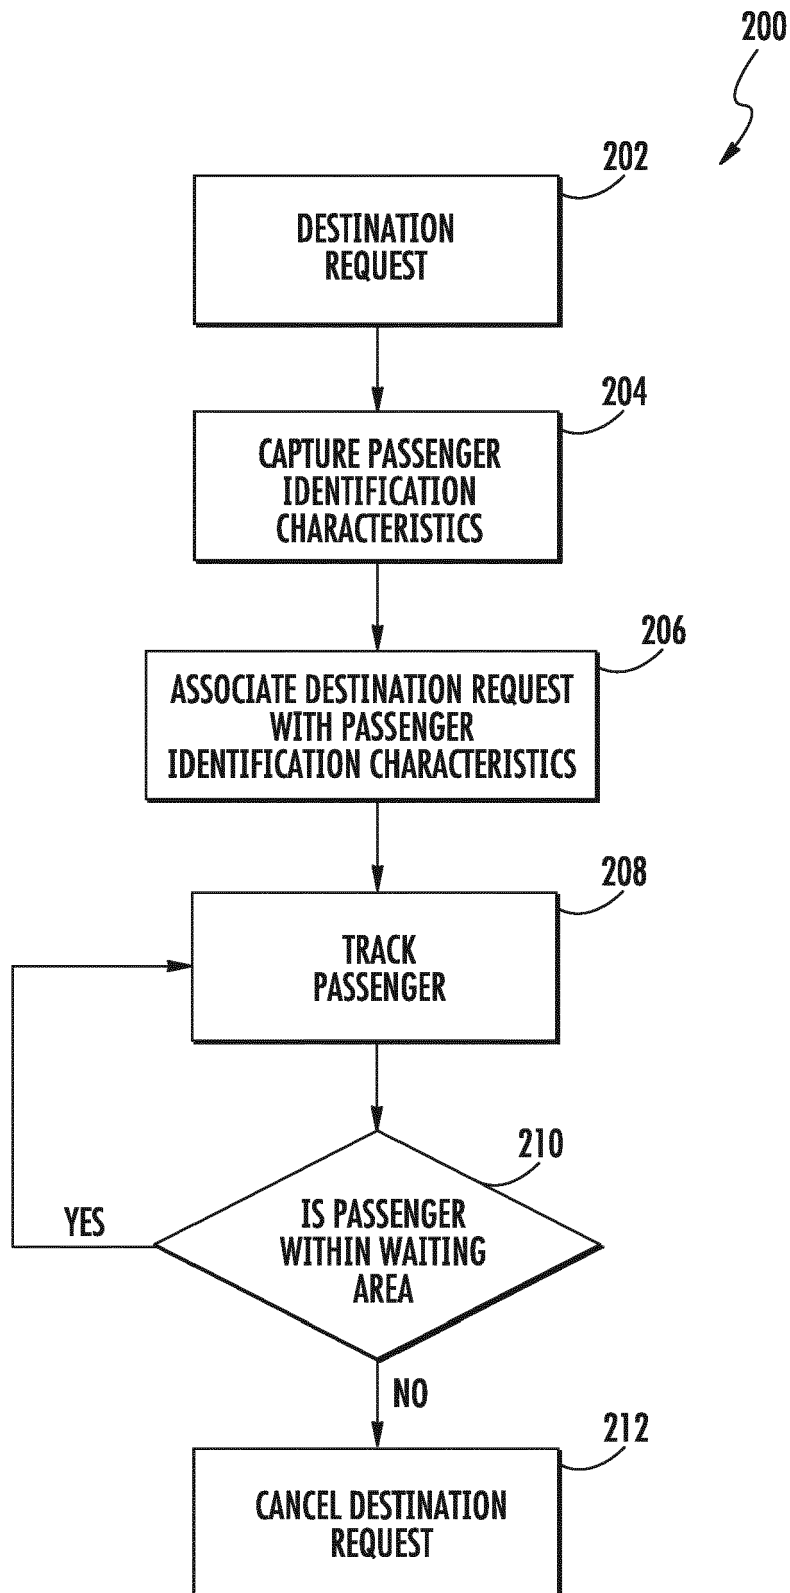 200
202
DESTINATION
REQUEST
204
CAPTURE PASSENGER
IDENTIFICATION
CHARACTERISTICS
206
ASSOCIATE DESTINATION REQUEST
WITH PASSENGER
IDENTIFICATION CHARACTERISTICS
208
TRACK
PASSENGER
210
IS PASSENGER
WITHIN WAITING
AREA
YES
NO
212
CANCEL DESTINATION
REQUEST